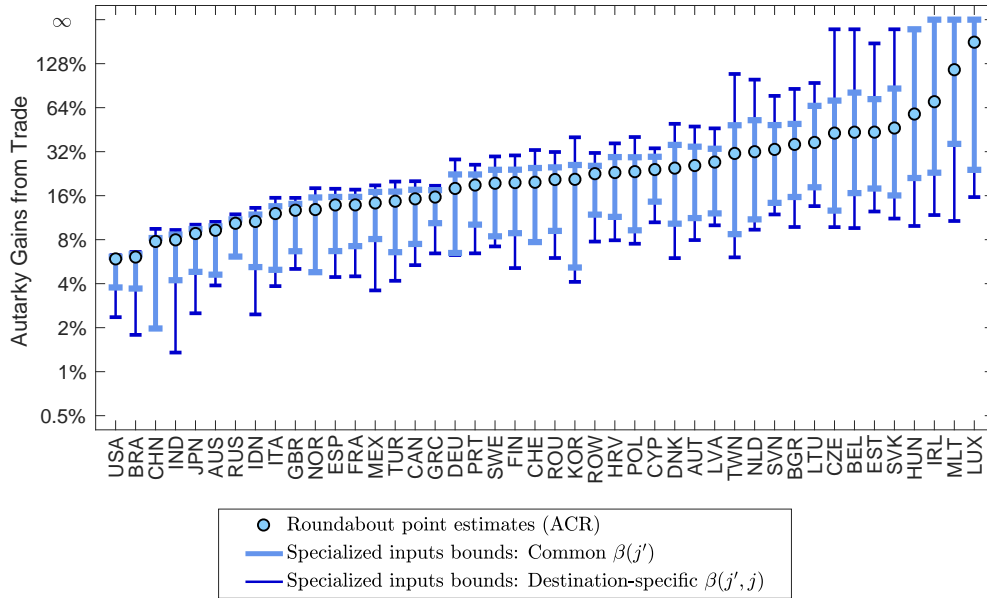 ∞
128%
64%
32%
16%
8%
4%
2%
1%
0.5%
Autarky Gains from Trade
USA
BRA
CHN
IND
JPN
AUS
RUS
IDN
ITA
GBR
NOR
ESP
FRA
MEX
TUR
CAN
GRC
DEU
PRT
SWE
FIN
CHE
ROU
KOR
ROW
HRV
POL
CYP
DNK
AUT
LVA
TWN
NLD
SVN
BGR
LTU
CZE
BEL
EST
SVK
HUN
IRL
MLT
LUX
Roundabout point estimates (ACR)
Specialized inputs bounds: Common β(j′)
Specialized inputs bounds: Destination-specific β(j′, j)